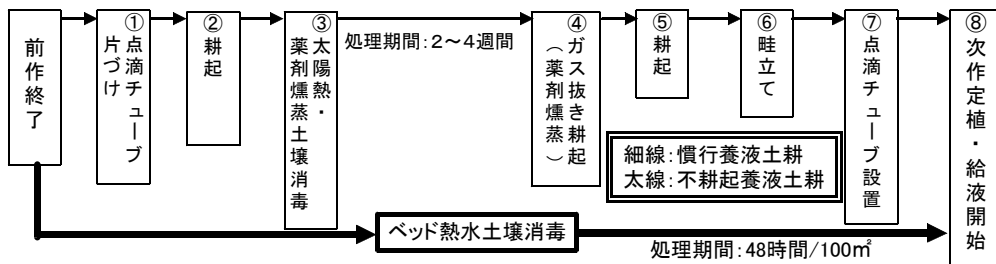 前作終了
①点滴チューブ
片づけ
②耕起
③太陽熱・
薬剤燻蒸土壌消毒
処理期間:2～4週間
④ガス抜き耕起
（薬剤燻蒸）
⑤耕起
⑥畦立て
⑦点滴チューブ設置
⑧次作定植・給液開始
細線:慣行養液土耕
太線:不耕起養液土耕
ベッド熱水土壌消毒
処理期間:48時間/100㎡